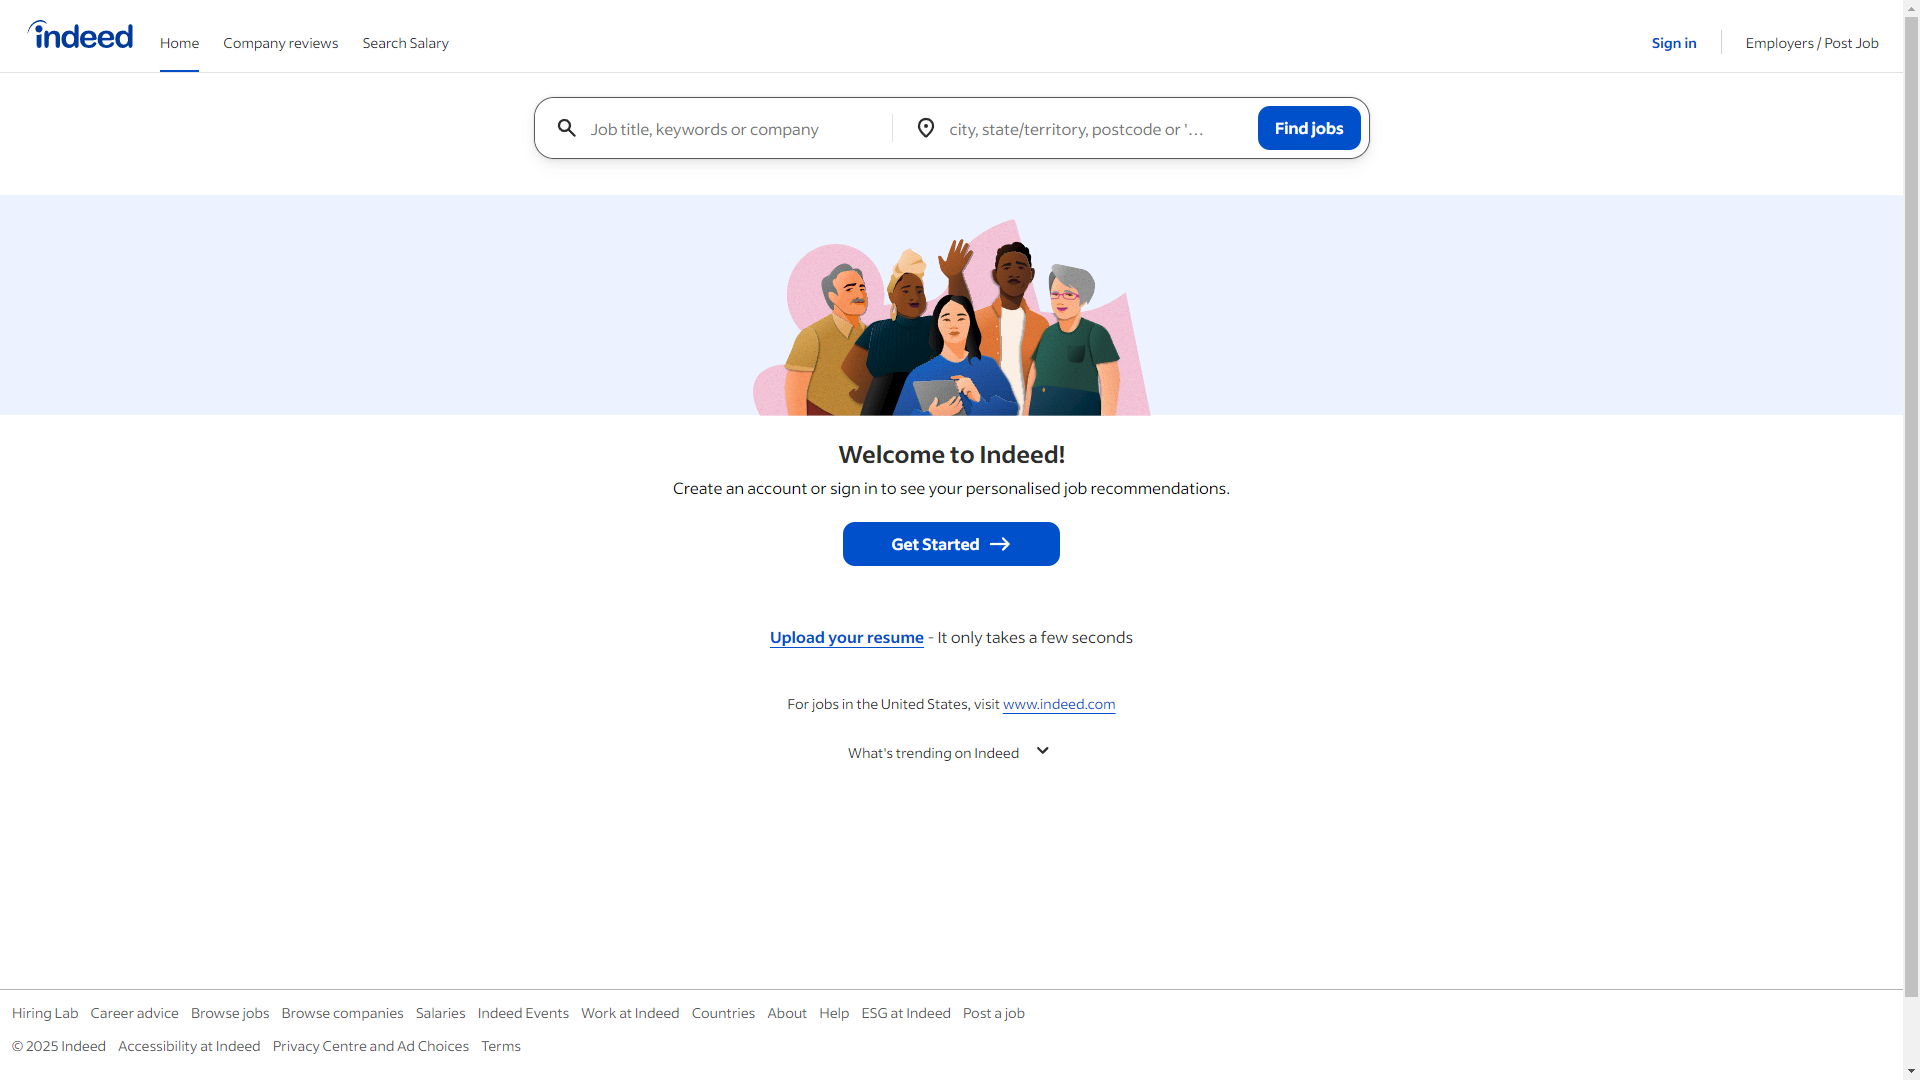 indeed
Home Company reviews Search Salary Sign in Employers / Post Job
Job title, keywords or company city, state/territory, postcode or '... Find jobs
Welcome to Indeed!
Create an account or sign in to see your personalised job recommendations.
Get Started
Upload your resume - It only takes a few seconds
For jobs in the United States, visit www.indeed.com
What's trending on Indeed
Hiring Lab Career advice Browse jobs Browse companies Salaries Indeed Events Work at Indeed Countries About Help ESG at Indeed Post a job
© 2025 Indeed Accessibility at Indeed Privacy Centre and Ad Choices Terms